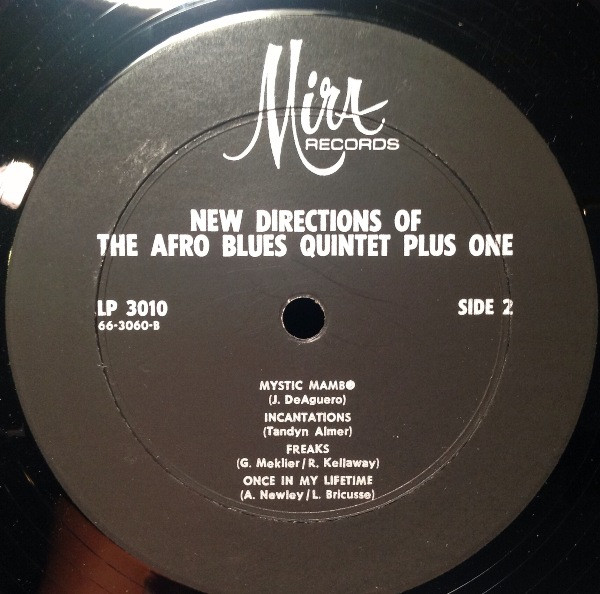 Mira
RECORDS
NEW DIRECTIONS OF
THE AFRO BLUES QUINTET PLUS ONE
LP 3010
66-3060-B
SIDE 2
MYSTIC MAMBO
(J. DeAguero)
INCANTATIONS
(Tandyn Almer)
FREAKS
(G. Meklier/R. Kellaway)
ONCE IN MY LIFETIME
(A. Newley/L. Bricusse)